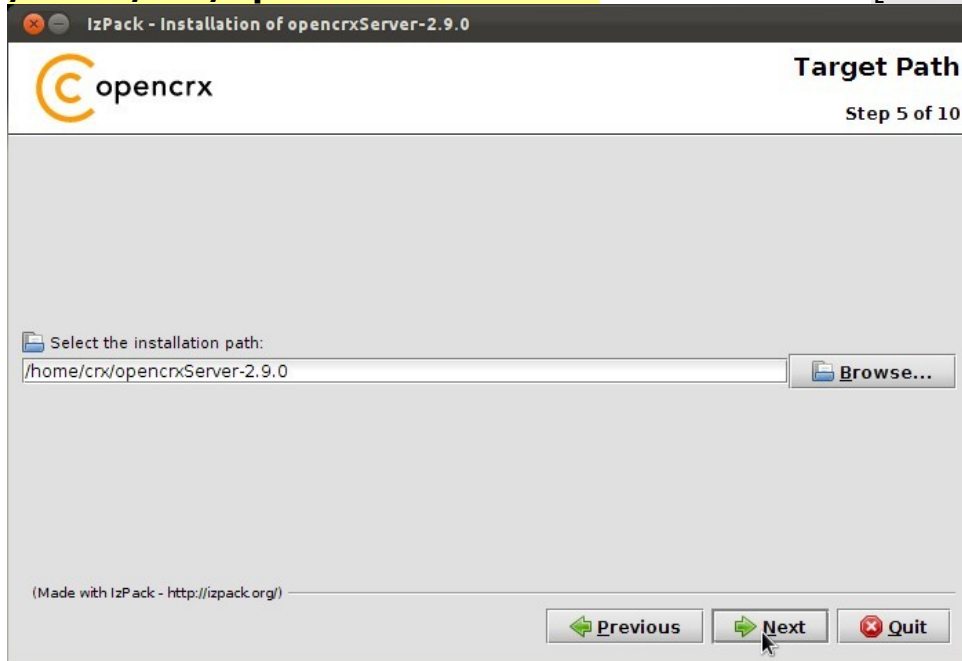 IzPack - Installation of opencrxServer-2.9.0
opencrx
Target Path
Step 5 of 10
Select the installation path:
/home/crx/opencrxServer-2.9.0
Browse...
(Made with IzPack - http://izpack.org/)
Previous
Next
Quit